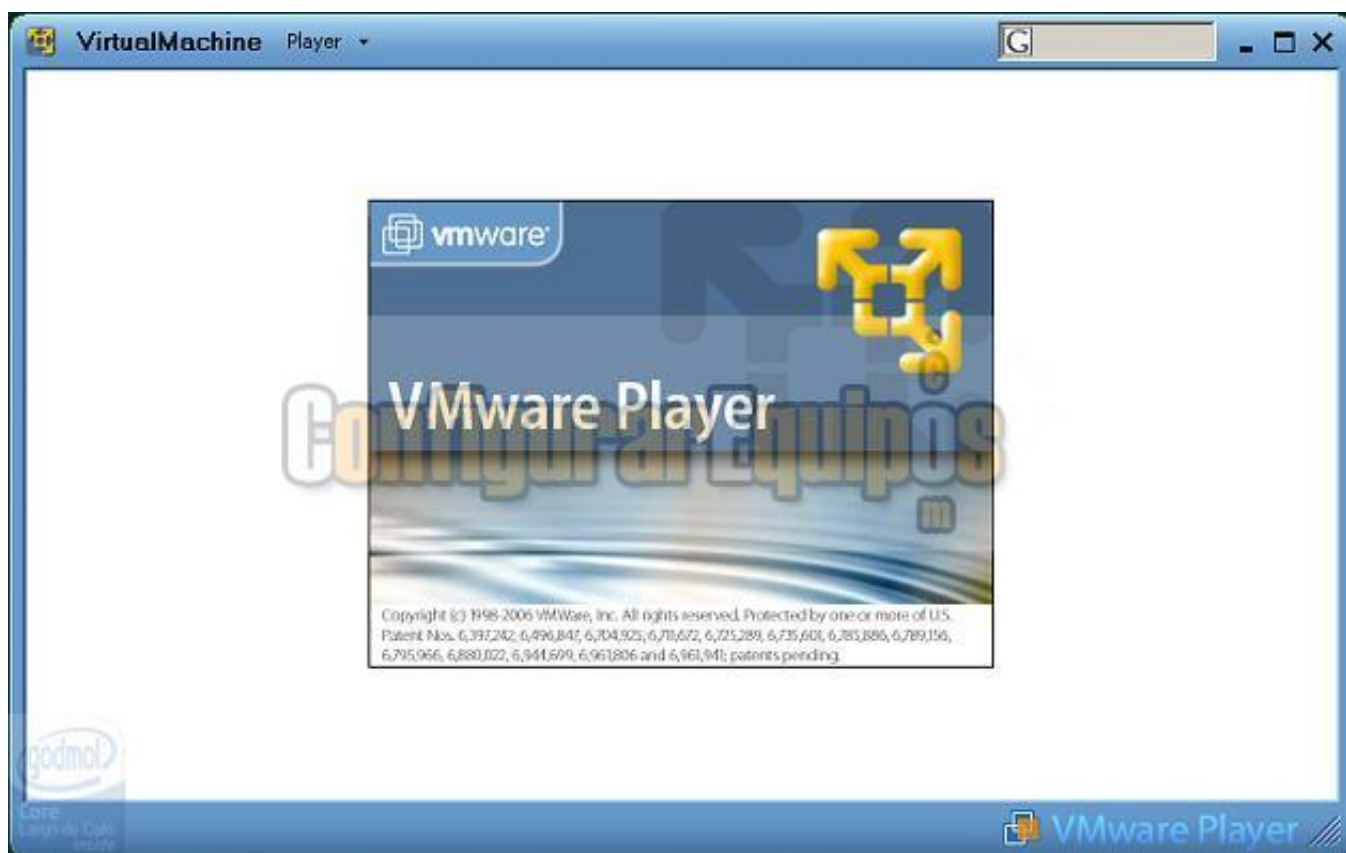 VirtualMachine Player
G
vmware
VMware Player
Configurar Equipos
com
Copyright (c) 1998-2006 VMWare, Inc. All rights reserved. Protected by one or more of U.S.
Patent Nos. 6,397,242, 6,496,847, 6,704,925, 6,711,672, 6,725,289, 6,735,601, 6,785,886, 6,789,156,
6,795,966, 6,880,022, 6,944,699, 6,961,806 and 6,961,941; patents pending.
godmol
Core
inside
VMware Player